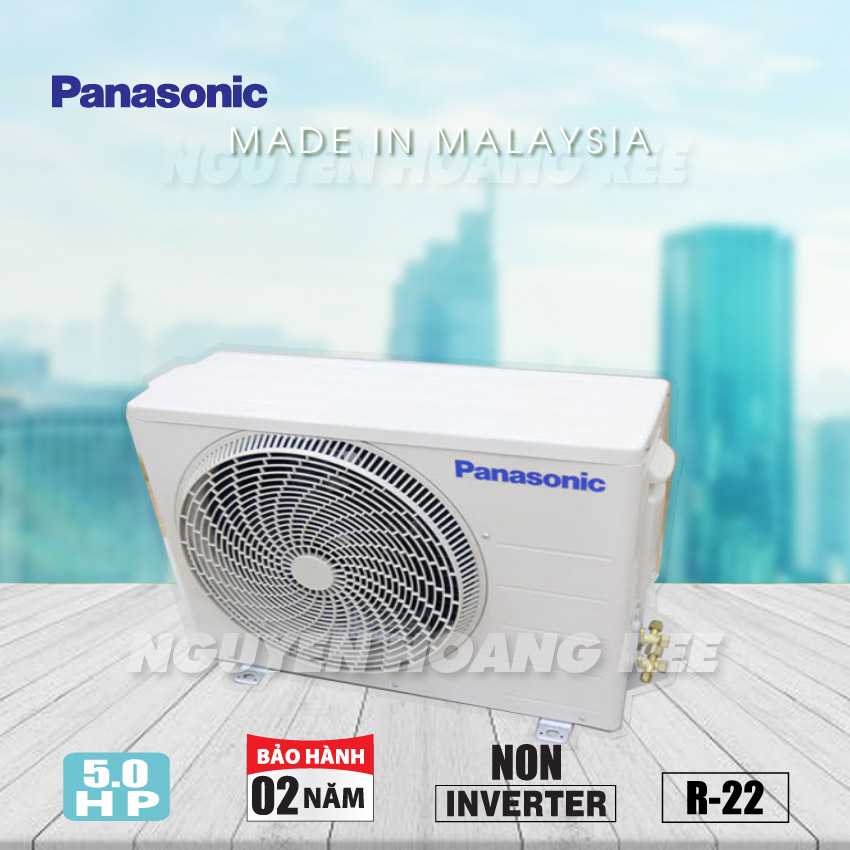 Panasonic
MADE IN MALAYSIA
NGUYEN HOANG KEE
Panasonic
NGUYEN HOANG KEE
5.0
HP
BẢO HÀNH
02 NĂM
NON
INVERTER
R-22